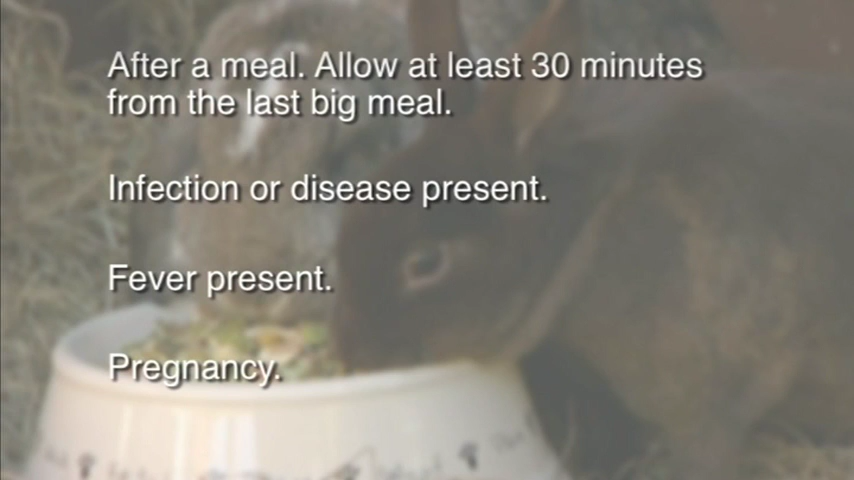 After a meal. Allow at least 30 minutes
from the last big meal.
Infection or disease present.
Fever present.
Pregnancy.